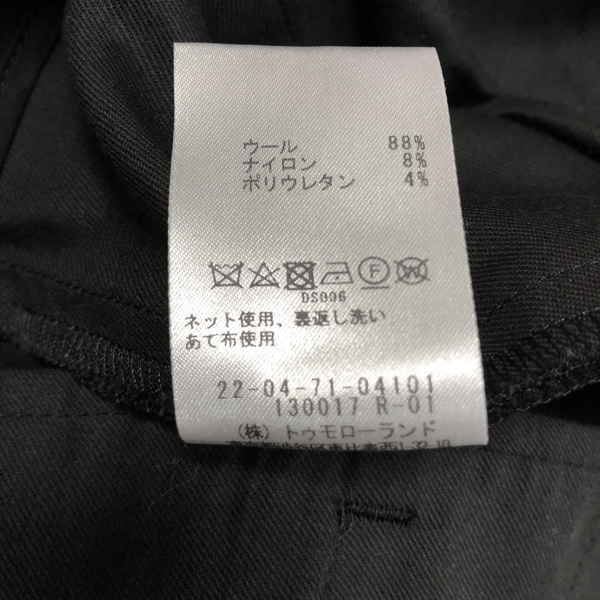 ウール 88%
ナイロン 8%
ポリウレタン 4%
F W
DS006
ネット使用、裏返し洗い
あて布使用
22-04-71-04101
130017 R-01
(株) トゥモローランド